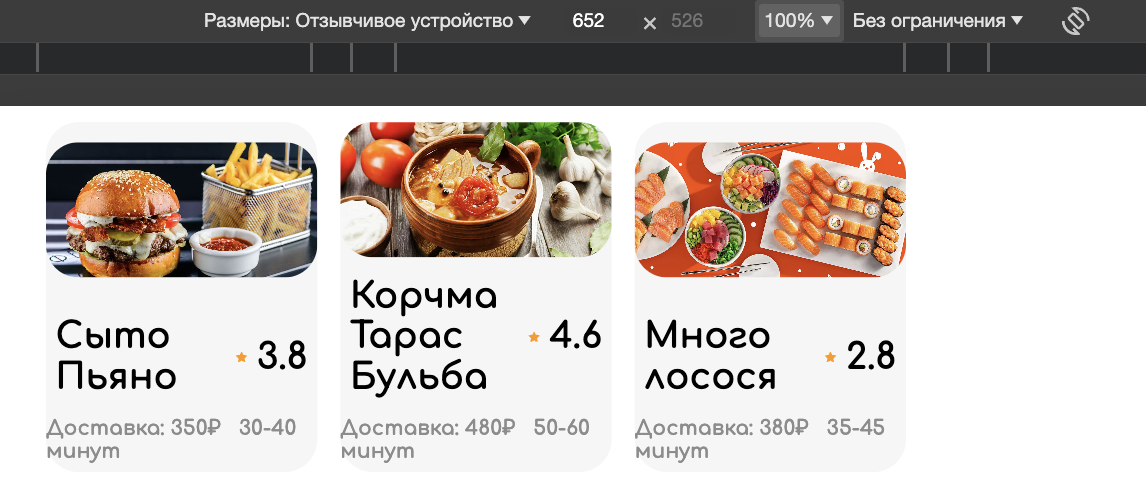 Размеры: Отзывчивое устройство ▼ 652 × 526 100% ▼ Без ограничения ▼
Сыто
Пьяно
3.8
Доставка: 350₽ 30-40
минут
Корчма
Тарас
Бульба
4.6
Доставка: 480₽ 50-60
минут
Много
лосося
2.8
Доставка: 380₽ 35-45
минут